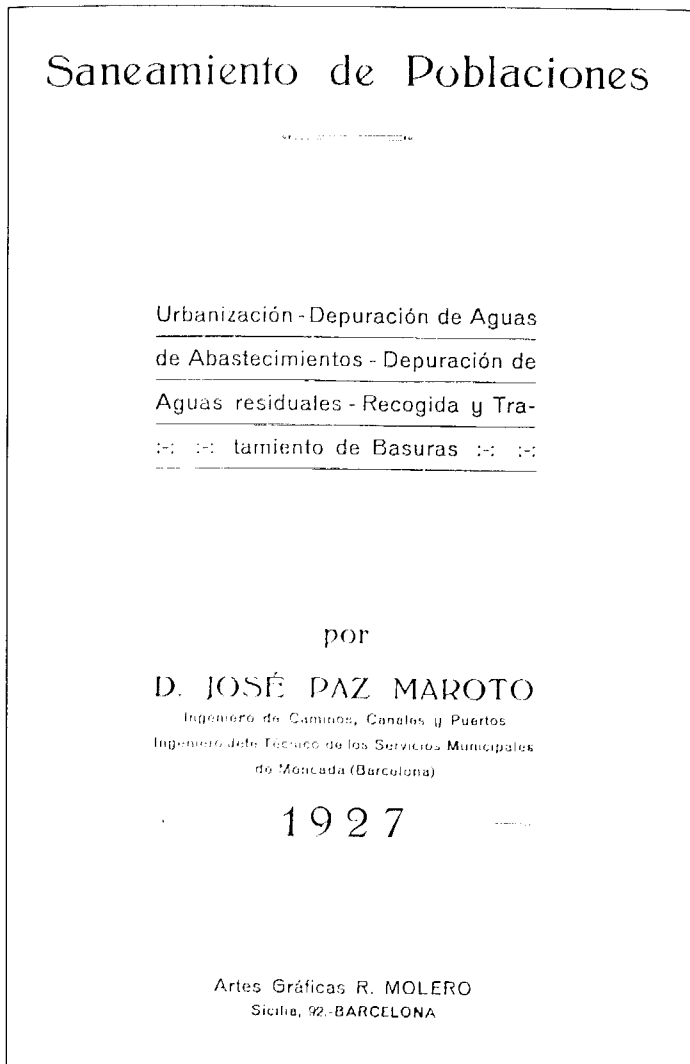 Saneamiento de Poblaciones
Urbanización - Depuración de Aguas
de Abastecimientos - Depuración de
Aguas residuales - Recogida y Tra-
:-: :-: tamiento de Basuras :-: :-:
por
D. JOSÉ PAZ MAROTO
Ingeniero de Caminos, Canales y Puertos
Ingeniero Jefe Técnico de los Servicios Municipales
de Moncada (Barcelona)
1927
Artes Gráficas R. MOLERO
Sicilia, 92.-BARCELONA